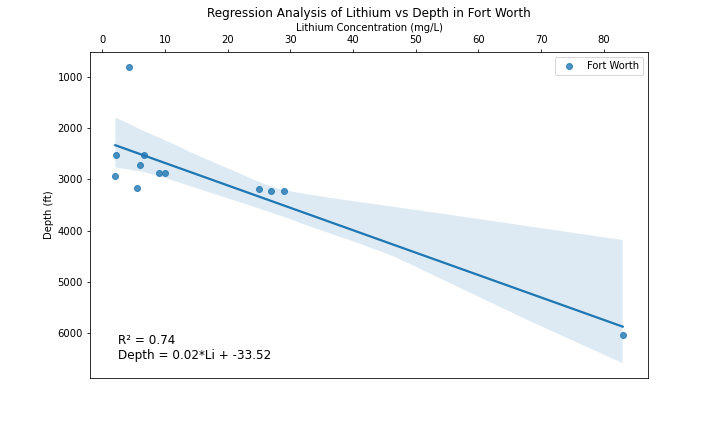 Regression Analysis of Lithium vs Depth in Fort Worth
Lithium Concentration (mg/L)
0 10 20 30 40 50 60 70 80
Fort Worth
1000
2000
3000
Depth (ft)
4000
5000
6000
R² = 0.74
Depth = 0.02*Li + -33.52